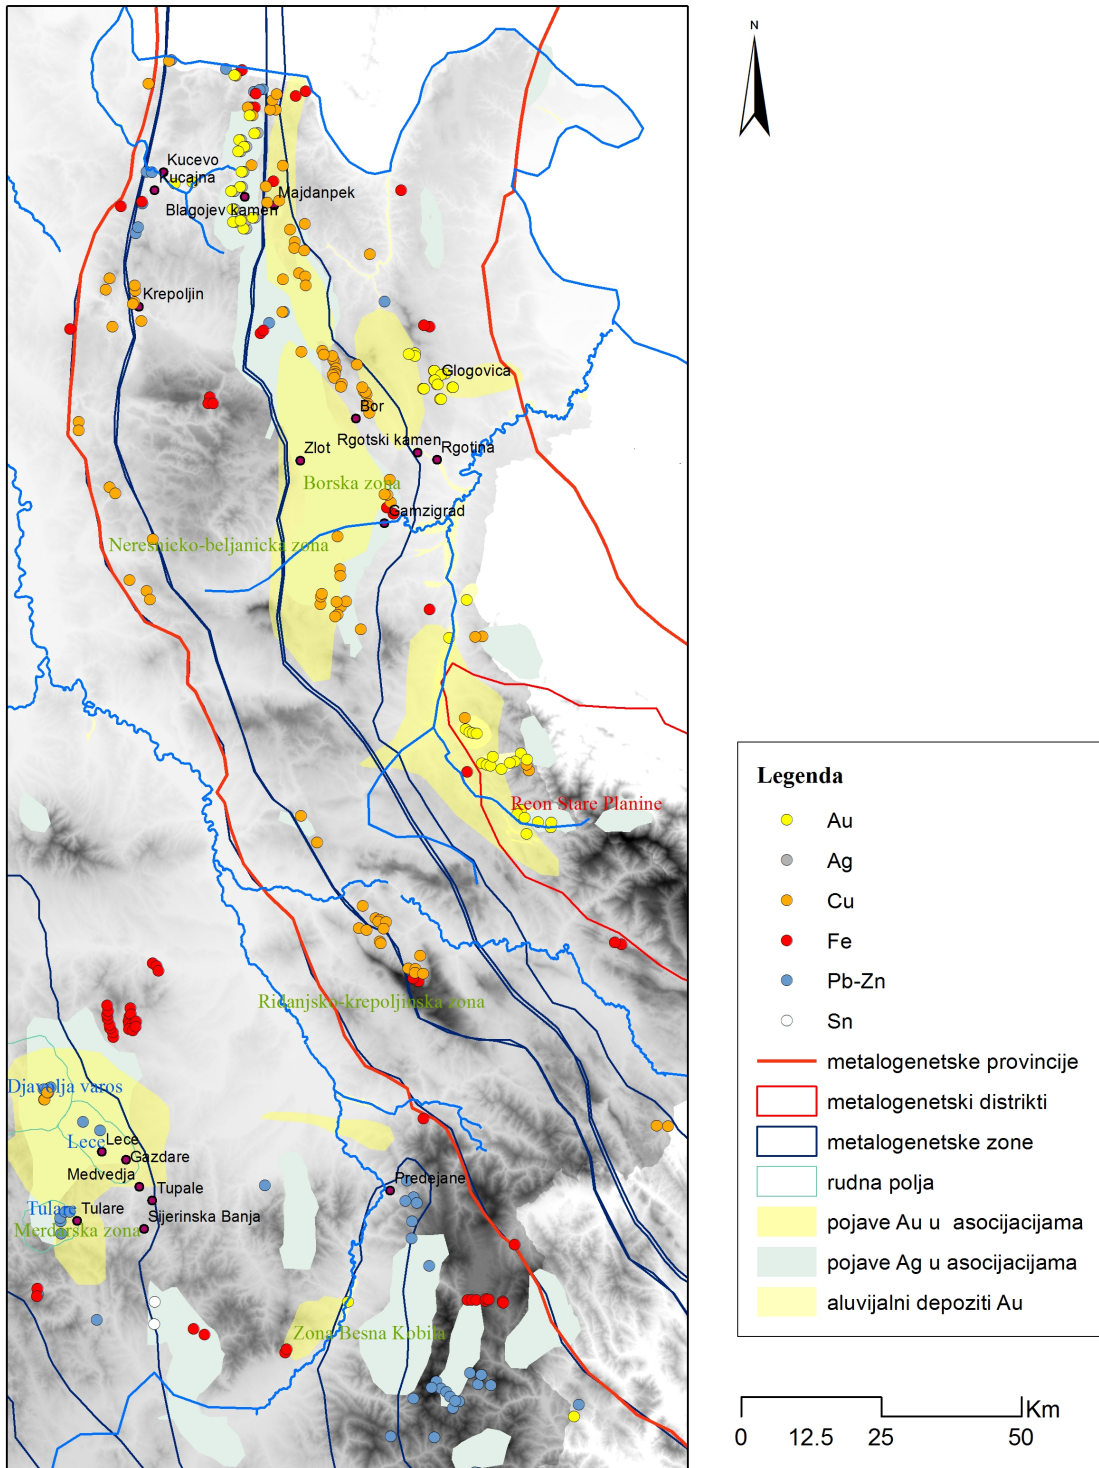 N
Kucevo
Kucajna
Blagojev kamen
Majdanpek
Krepoljin
Glogovica
Bor
Rgotski kamen
Rgotina
Zlot
Borska zona
Gamzigrad
Neresnicko-beljanicka zona
Reon Stare Planine
Ridanjsko-krepoljinska zona
Djavolja varos
Lece
Lece
Gazdare
Medvedja
Tupale
Predejane
Tulare
Tulare
Sijerinska Banja
Merdarska zona
Zona Besna Kobila
Legenda
Au
Ag
Cu
Fe
Pb-Zn
Sn
metalogenetske provincije
metalogenetski distrikti
metalogenetske zone
rudna polja
pojave Au u asocijacijama
pojave Ag u asocijacijama
aluvijalni depoziti Au
Km
0 12.5 25 50